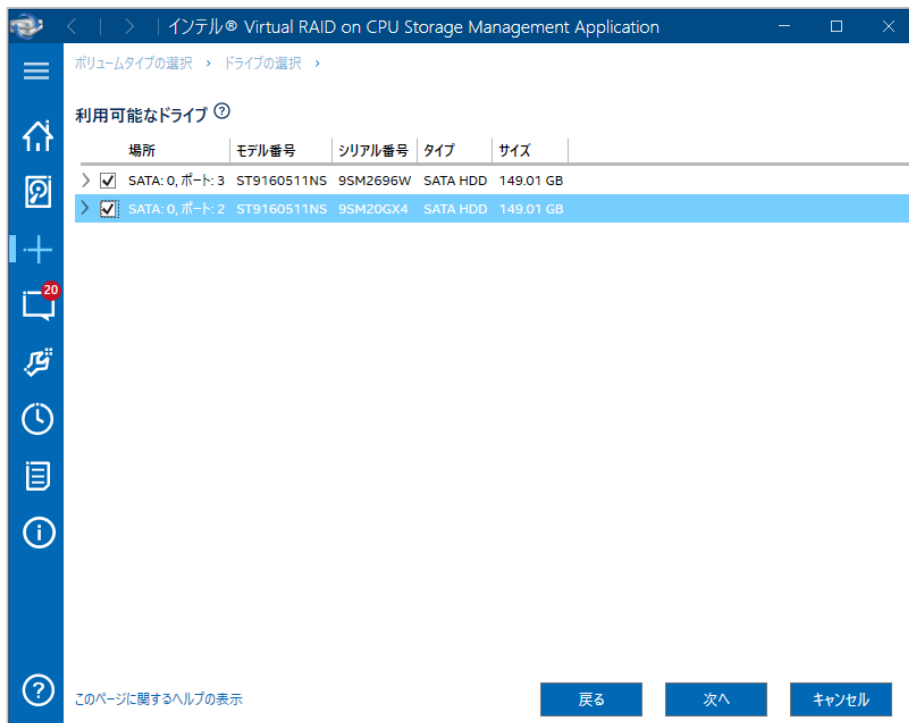 インテル® Virtual RAID on CPU Storage Management Application
ボリュームタイプの選択 › ドライブの選択 ›
利用可能なドライブ ?
場所 モデル番号 シリアル番号 タイプ サイズ
SATA: 0, ポート: 3 ST9160511NS 9SM2696W SATA HDD 149.01 GB
SATA: 0, ポート: 2 ST9160511NS 9SM20GX4 SATA HDD 149.01 GB
20
このページに関するヘルプの表示 戻る 次へ キャンセル